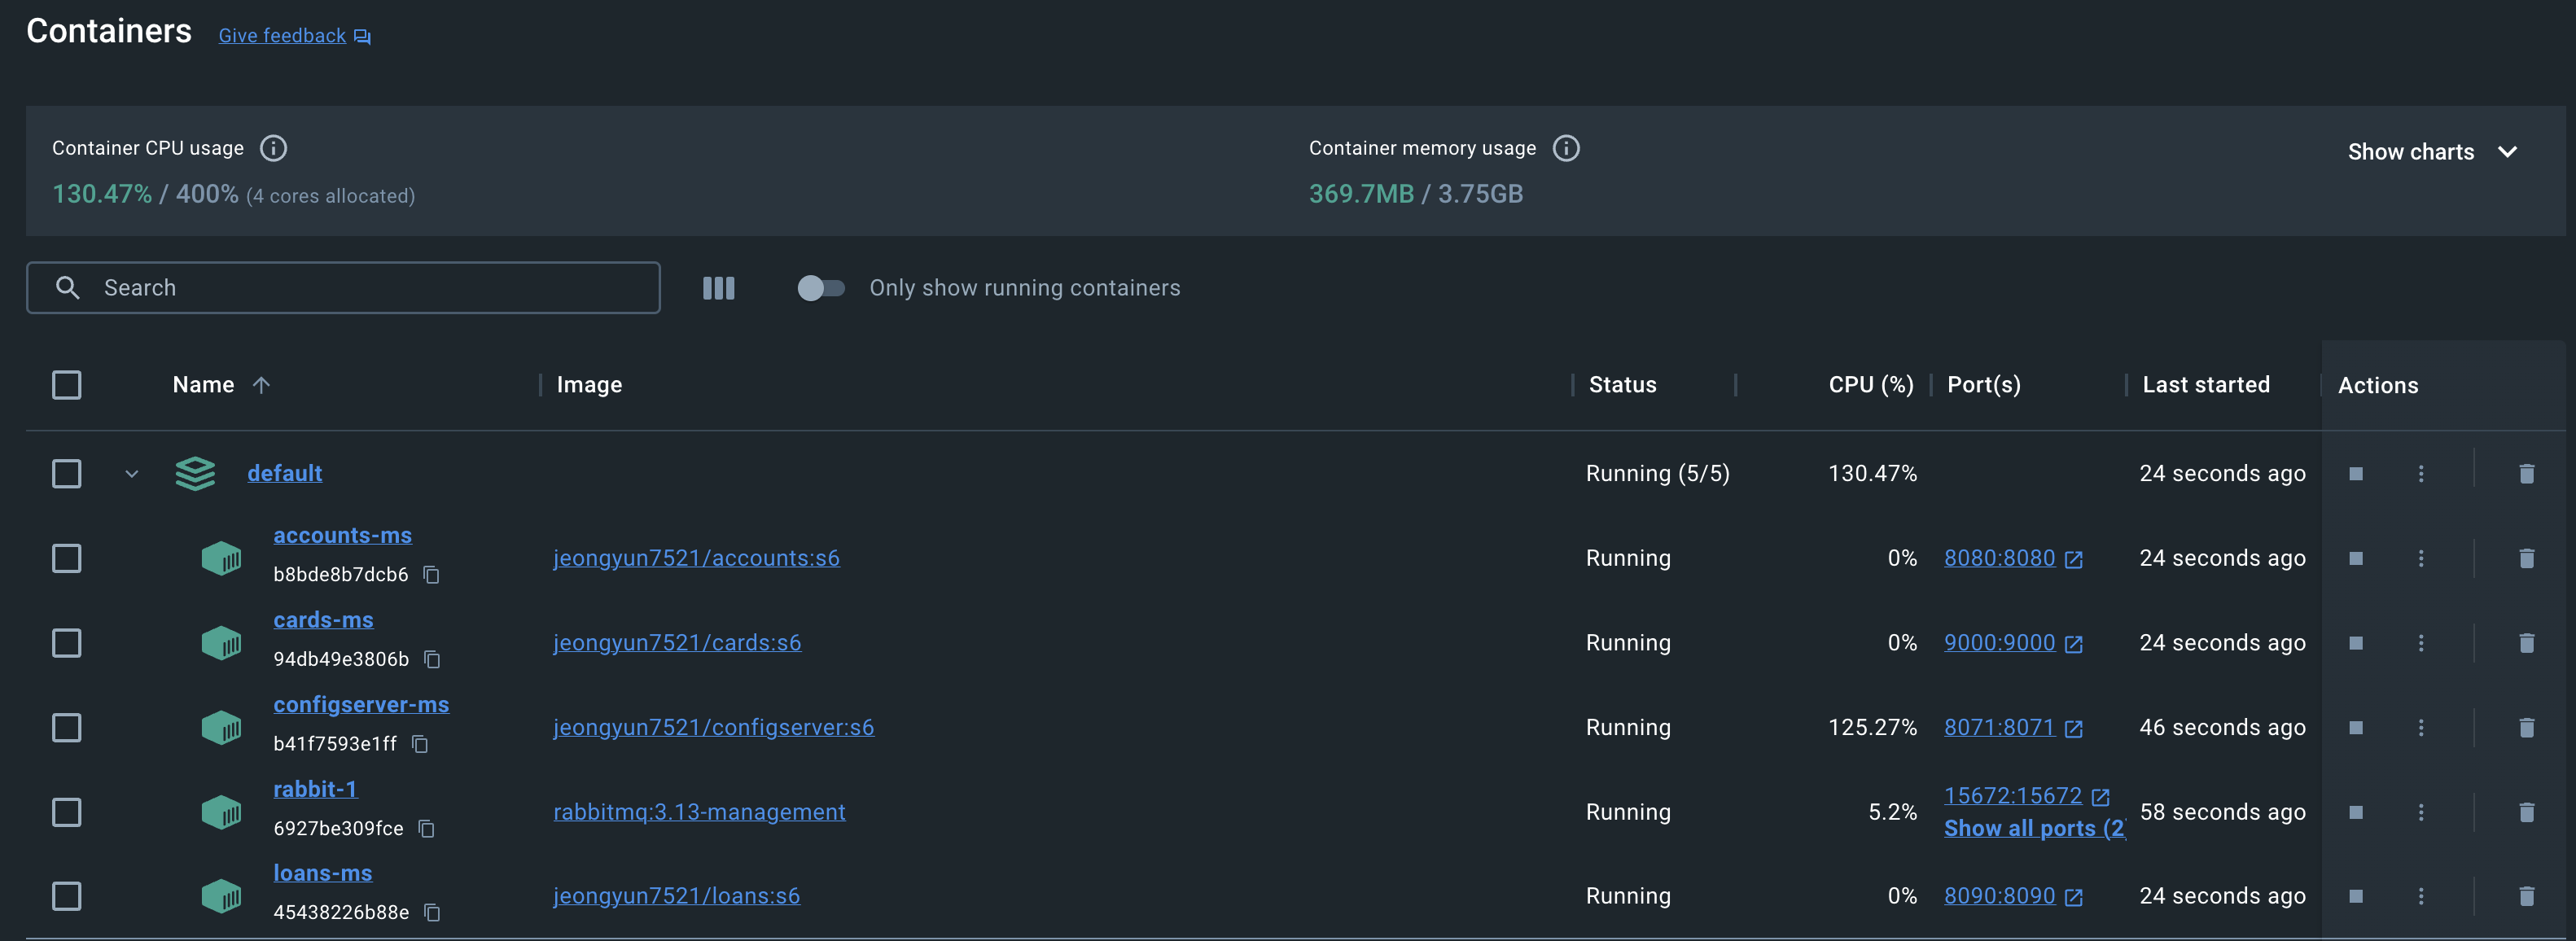 Containers Give feedback
Container CPU usage Container memory usage Show charts
130.47% / 400% (4 cores allocated) 369.7MB / 3.75GB
Search Only show running containers
Name Image Status CPU (%) Port(s) Last started Actions
default Running (5/5) 130.47% 24 seconds ago
accounts-ms
b8bde8b7dcb6 jeongyun7521/accounts:s6 Running 0% 8080:8080 24 seconds ago
cards-ms
94db49e3806b jeongyun7521/cards:s6 Running 0% 9000:9000 24 seconds ago
configserver-ms
b41f7593e1ff jeongyun7521/configserver:s6 Running 125.27% 8071:8071 46 seconds ago
rabbit-1 15672:15672
6927be309fce rabbitmq:3.13-management Running 5.2% Show all ports (2 58 seconds ago
loans-ms
45438226b88e jeongyun7521/loans:s6 Running 0% 8090:8090 24 seconds ago